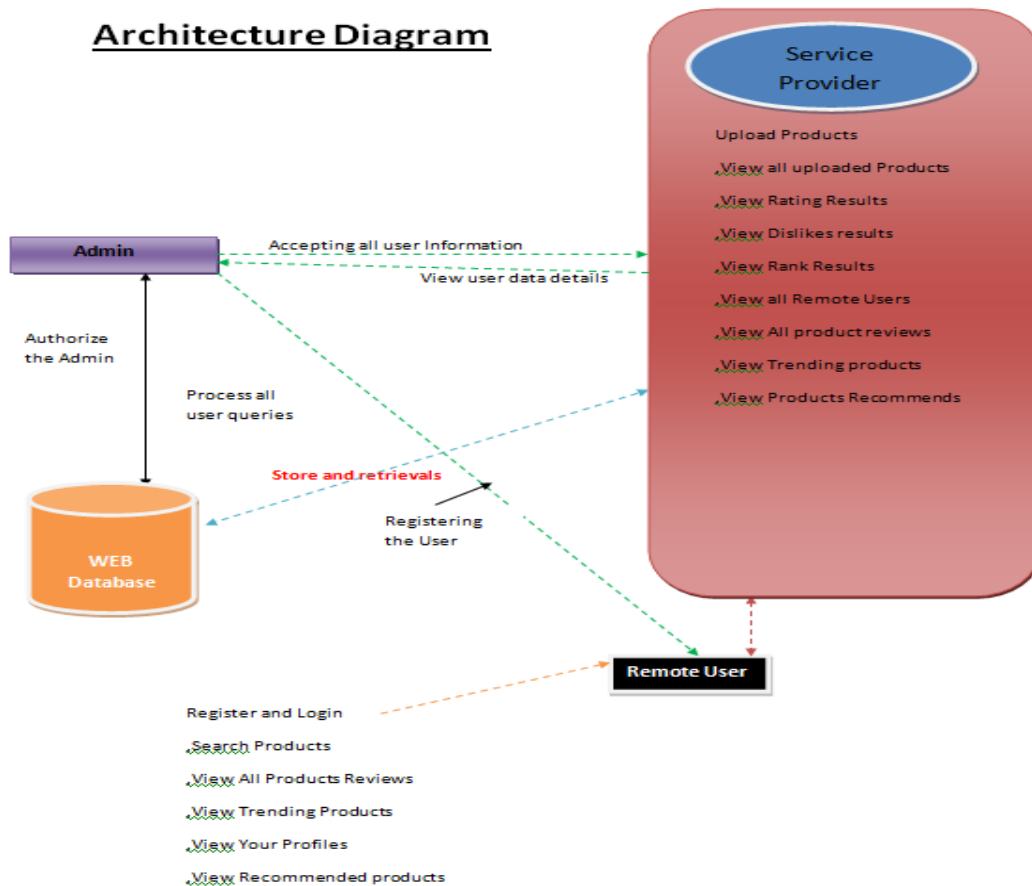 Architecture Diagram
Service
Provider
Upload Products
,View all uploaded Products
,View Rating Results
,View Dislikes results
,View Rank Results
,View all Remote Users
,View All product reviews
,View Trending products
,View Products Recommends
Admin
Accepting all user Information
View user data details
Authorize
the Admin
Process all
user queries
Store and retrievals
Registering
the User
WEB
Database
Remote User
Register and Login
,Search Products
,View All Products Reviews
,View Trending Products
,View Your Profiles
,View Recommended products